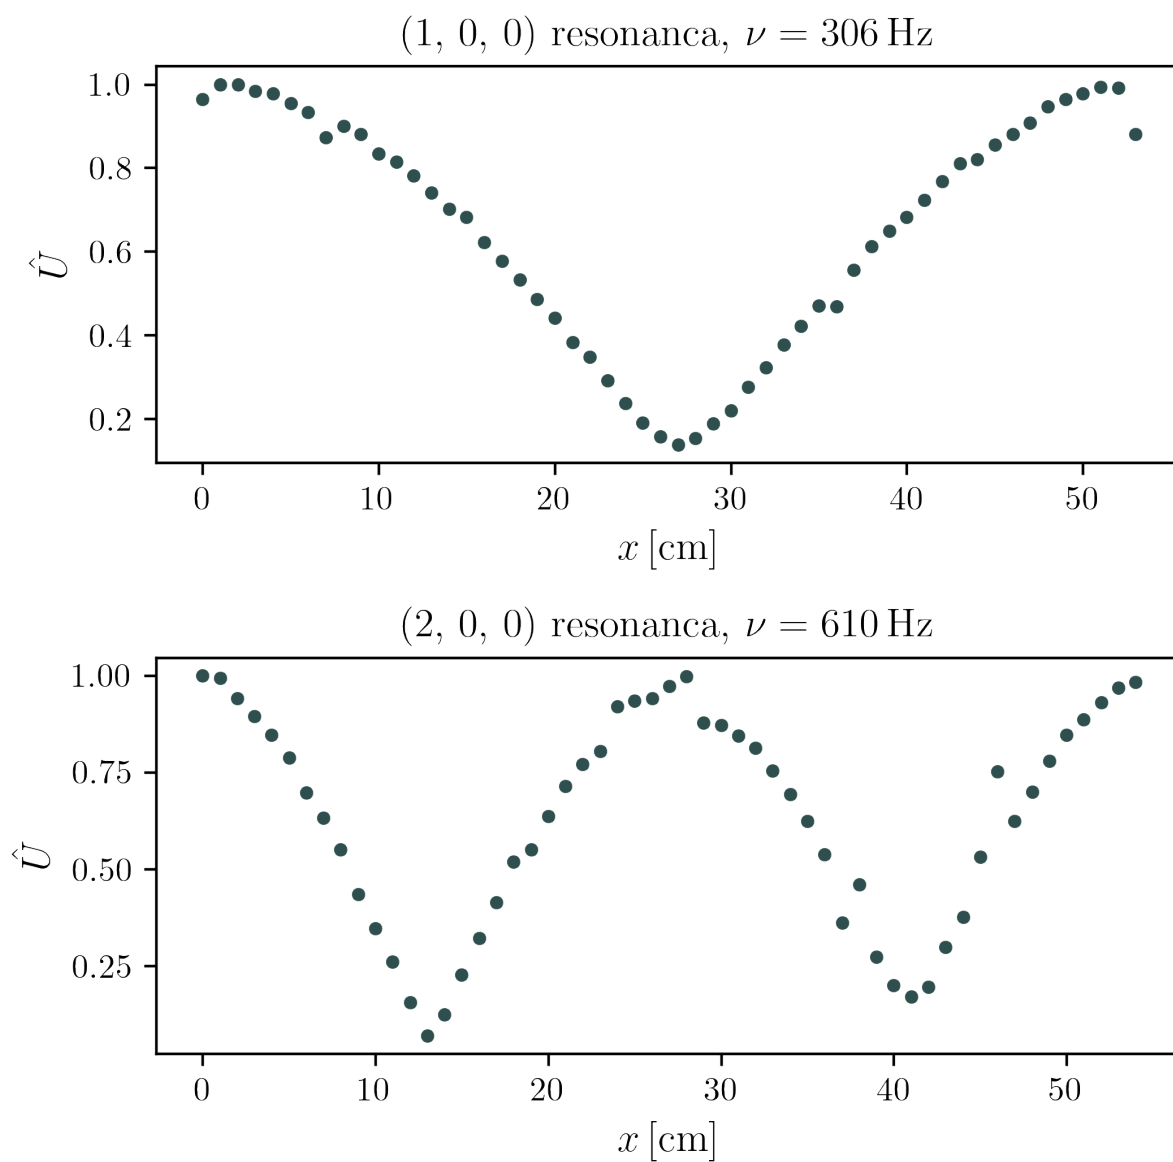 (1, 0, 0) resonanca, ν = 306 Hz
1.0
0.8
0.6
0.4
0.2
Û
0 10 20 30 40 50
x [cm]
(2, 0, 0) resonanca, ν = 610 Hz
1.00
0.75
0.50
0.25
Û
0 10 20 30 40 50
x [cm]